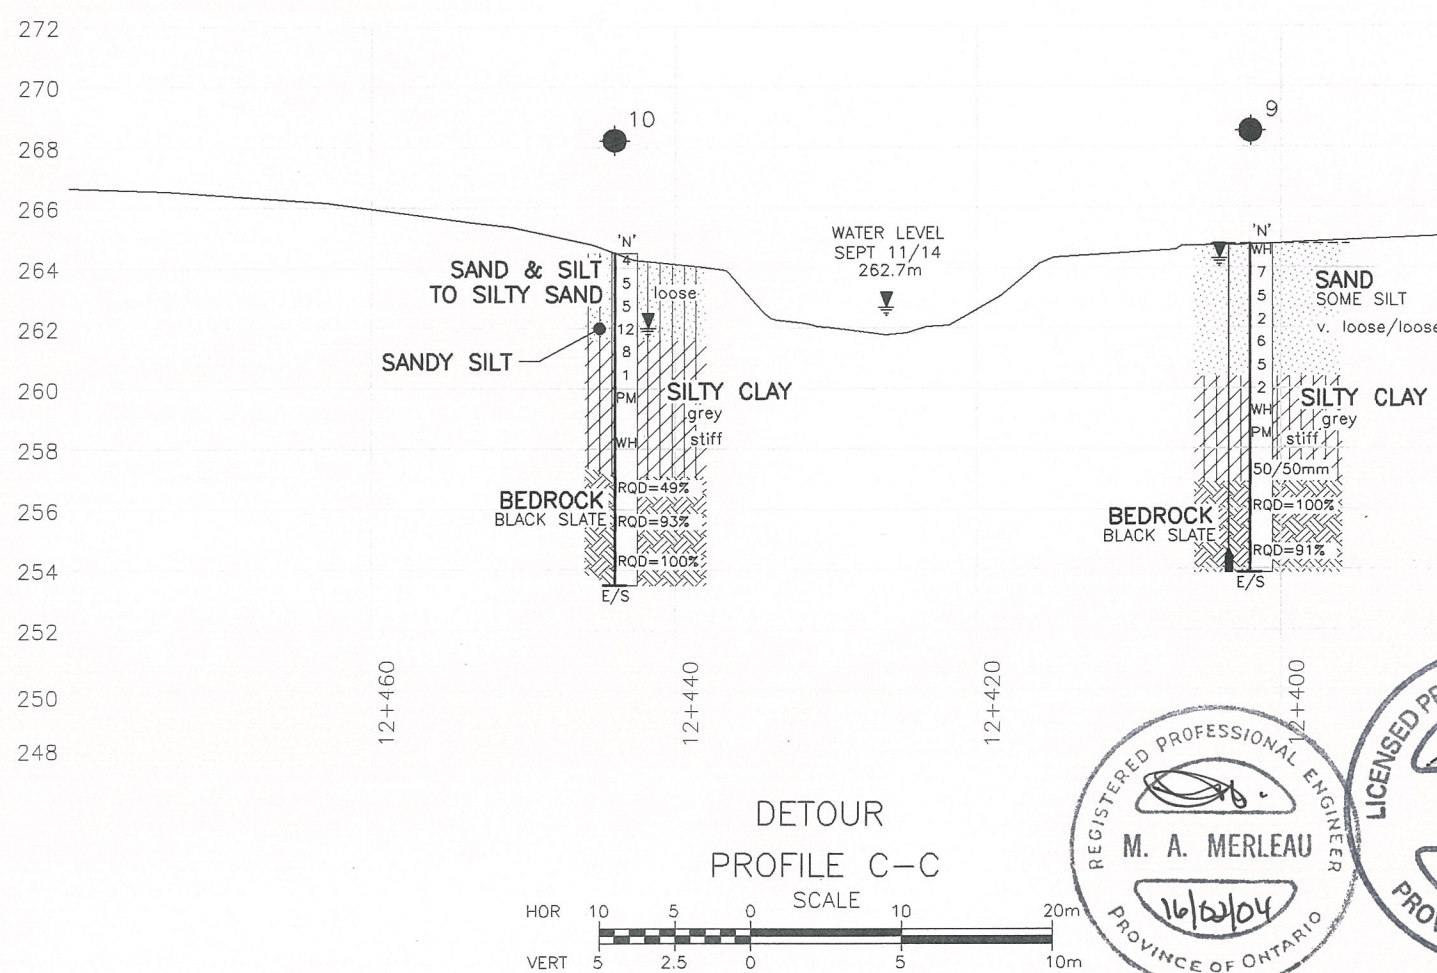 272
270
268
266
264
262
260
258
256
254
252
250
248
10
9
'N'
4
5
5
12
8
1
PM
WH
RQD=49%
RQD=93%
RQD=100%
E/S
SAND & SILT
TO SILTY SAND
loose
SANDY SILT
SILTY CLAY
grey
stiff
BEDROCK
BLACK SLATE
WATER LEVEL
SEPT 11/14
262.7m
'N'
WH
7
5
2
6
5
2
WH
PM
50/50mm
RQD=100%
RQD=91%
E/S
SAND
SOME SILT
v. loose/loose
SILTY CLAY
grey
stiff
BEDROCK
BLACK SLATE
12+460
12+440
12+420
12+400
DETOUR
PROFILE C-C
SCALE
HOR 10 5 0 10 20m
VERT 5 2.5 0 5 10m
REGISTERED PROFESSIONAL ENGINEER
M. A. MERLEAU
16/02/04
PROVINCE OF ONTARIO
LICENSED